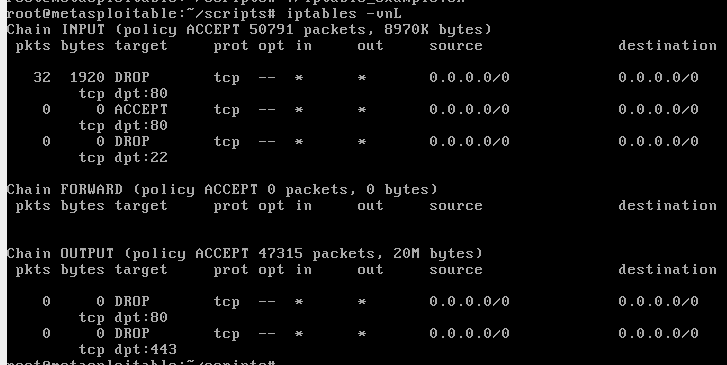 root@metasploitable:~/scripts# iptables -vnL
Chain INPUT (policy ACCEPT 50791 packets, 8970K bytes)
 pkts bytes target     prot opt in     out     source               destination
   32  1920 DROP       tcp  --  *      *       0.0.0.0/0            0.0.0.0/0
        tcp dpt:80
    0     0 ACCEPT     tcp  --  *      *       0.0.0.0/0            0.0.0.0/0
        tcp dpt:80
    0     0 DROP       tcp  --  *      *       0.0.0.0/0            0.0.0.0/0
        tcp dpt:22
Chain FORWARD (policy ACCEPT 0 packets, 0 bytes)
 pkts bytes target     prot opt in     out     source               destination
Chain OUTPUT (policy ACCEPT 47315 packets, 20M bytes)
 pkts bytes target     prot opt in     out     source               destination
    0     0 DROP       tcp  --  *      *       0.0.0.0/0            0.0.0.0/0
        tcp dpt:80
    0     0 DROP       tcp  --  *      *       0.0.0.0/0            0.0.0.0/0
        tcp dpt:443
root@metasploitable:~/scripts#